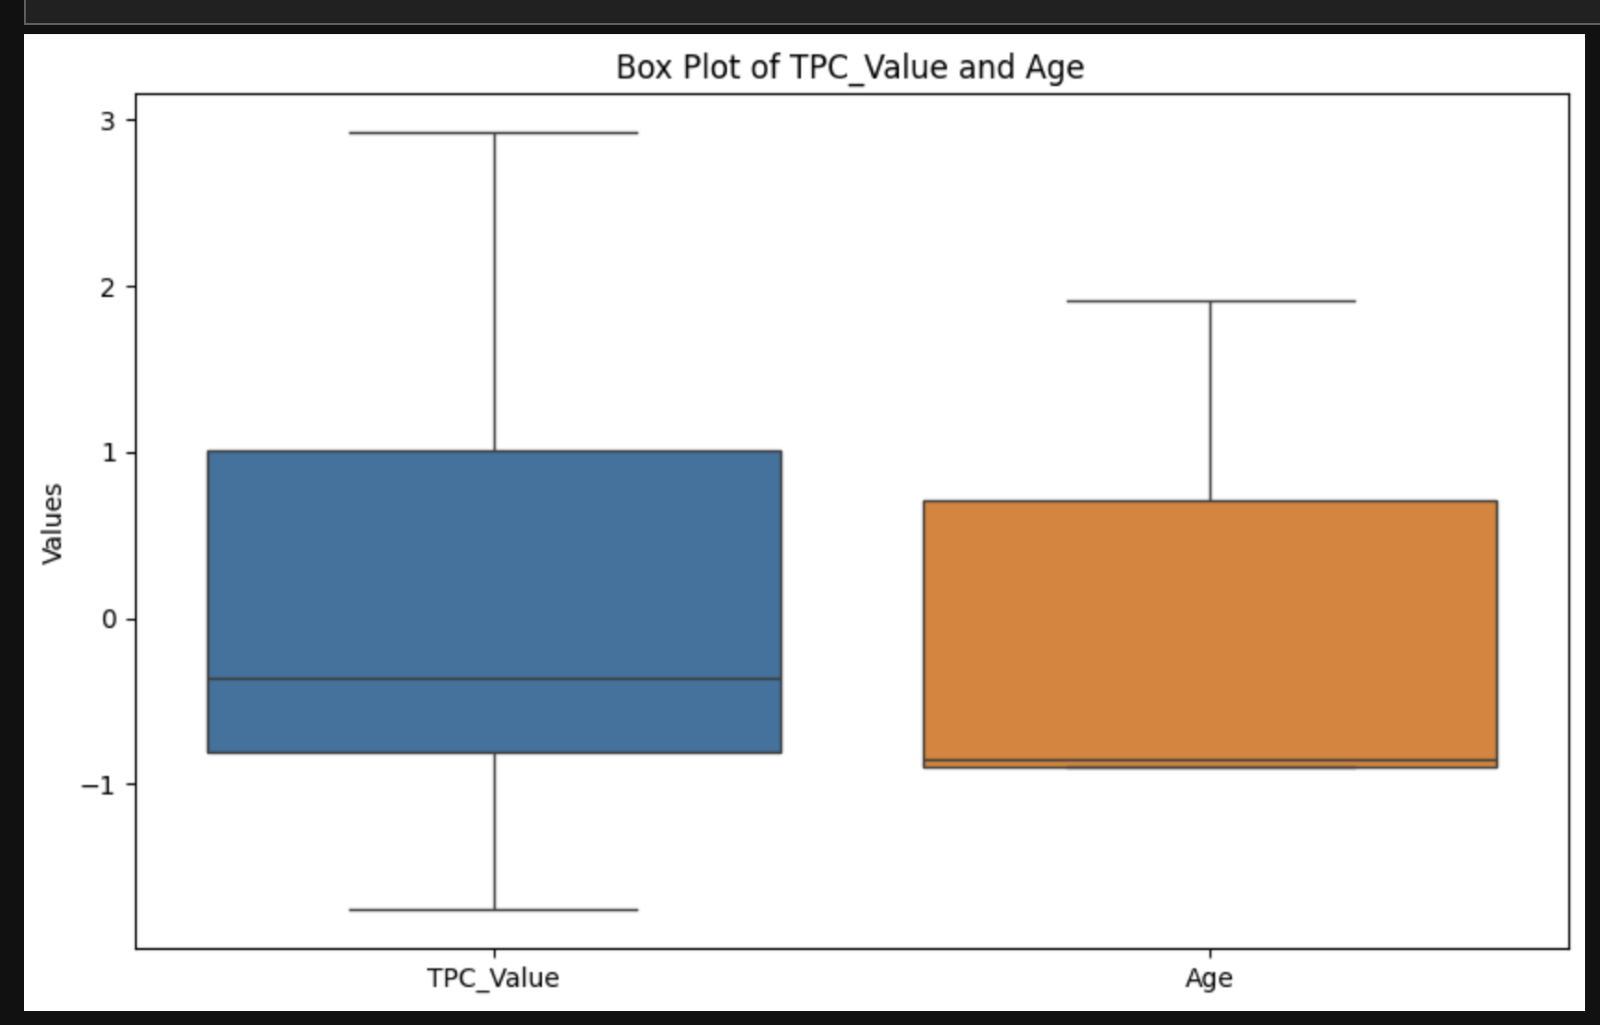 Box Plot of TPC_Value and Age
3
2
1
0
−1
Values
TPC_Value
Age